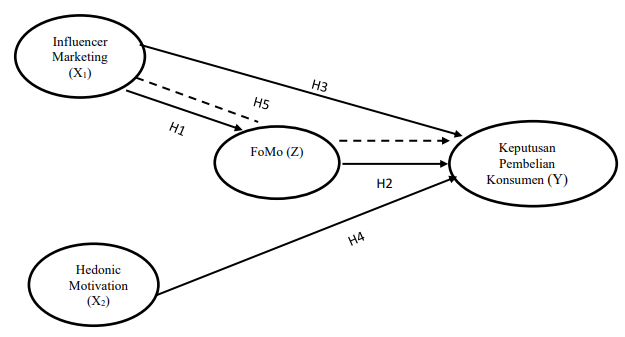 Influencer
Marketing
(X₁)
H3
H5
H1
FoMo (Z)
Keputusan
Pembelian
Konsumen (Y)
H2
H4
Hedonic
Motivation
(X₂)